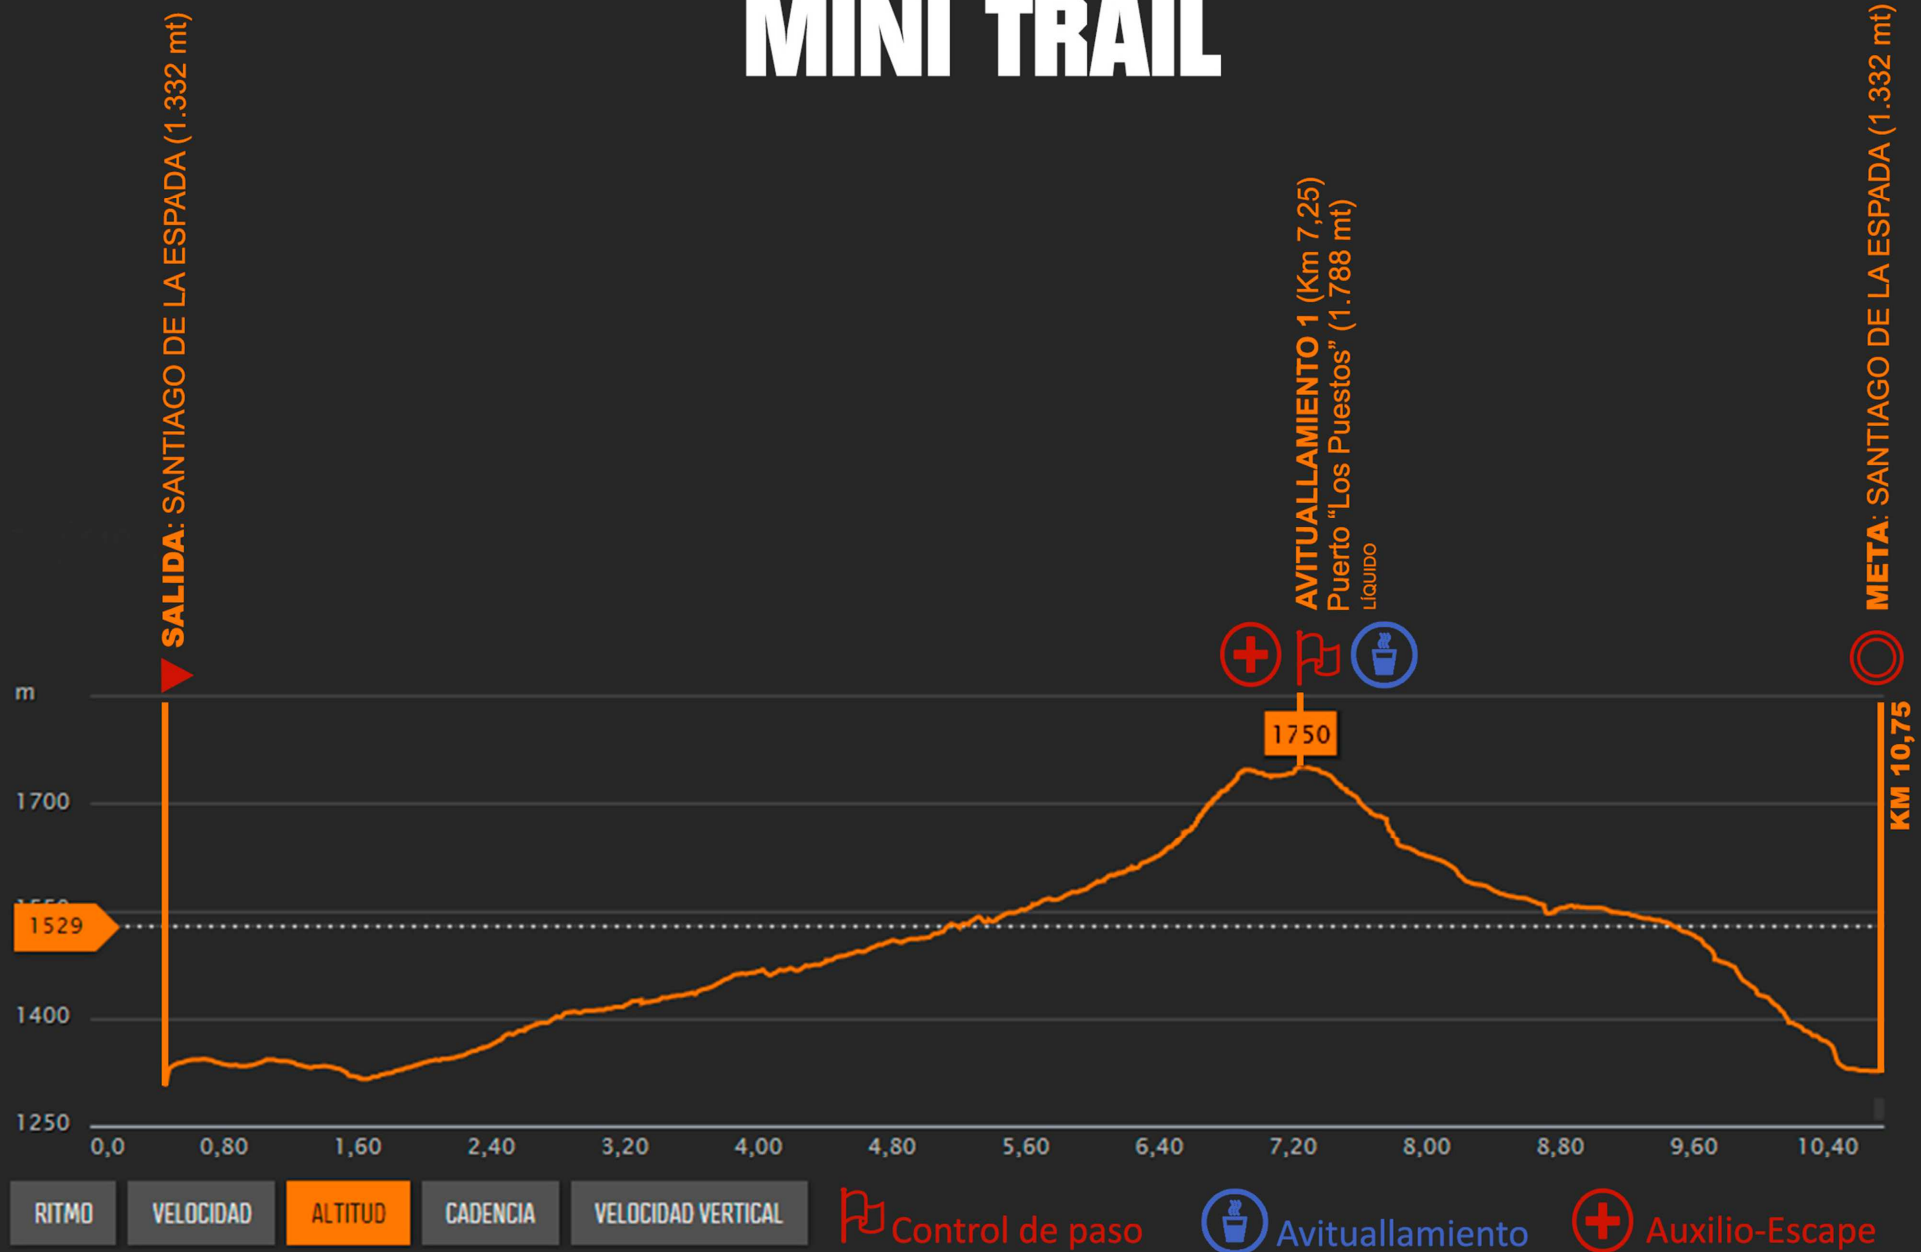 MINI TRAIL
SALIDA: SANTIAGO DE LA ESPADA (1.332 mt)
AVITUALLAMIENTO 1 (Km 7,25)
Puerto “Los Puestos” (1.788 mt)
LÍQUIDO
META: SANTIAGO DE LA ESPADA (1.332 mt)
KM 10,75
m
1750
1700
1529
1400
1250
0,0 0,80 1,60 2,40 3,20 4,00 4,80 5,60 6,40 7,20 8,00 8,80 9,60 10,40
RITMO VELOCIDAD ALTITUD CADENCIA VELOCIDAD VERTICAL Control de paso Avituallamiento Auxilio-Escape